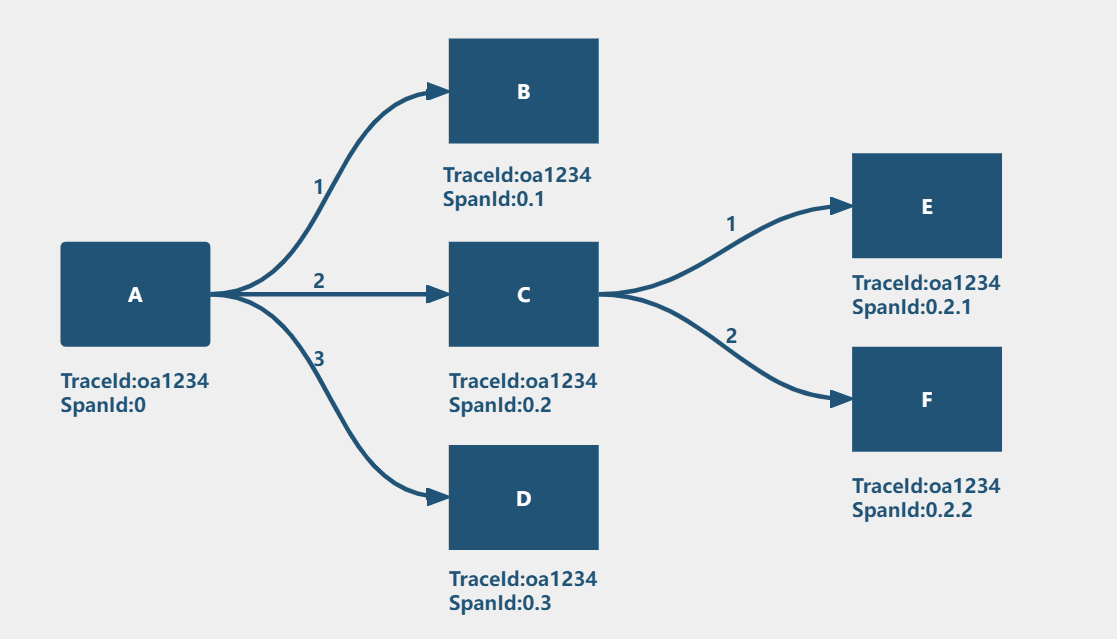 B
TraceId:oa1234
SpanId:0.1
1
A
TraceId:oa1234
SpanId:0
2
C
TraceId:oa1234
SpanId:0.2
3
D
TraceId:oa1234
SpanId:0.3
1
E
TraceId:oa1234
SpanId:0.2.1
2
F
TraceId:oa1234
SpanId:0.2.2